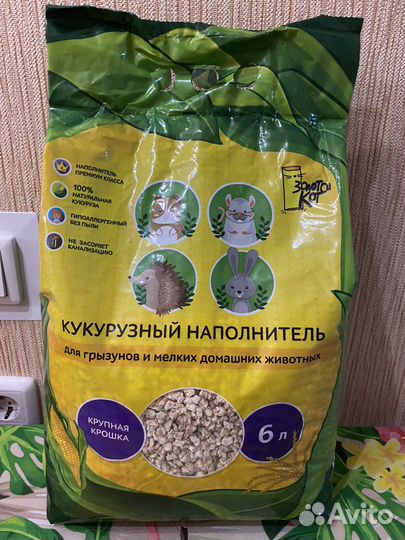 НАПОЛНИТЕЛЬ
ПРЕМИУМ КЛАССА
100%
НАТУРАЛЬНАЯ
КУКУРУЗА
ГИПОАЛЛЕРГЕННЫЙ
БЕЗ ПЫЛИ
НЕ ЗАСОРЯЕТ
КАНАЛИЗАЦИЮ
ЗОЛОТОЙ
КОТ
КУКУРУЗНЫЙ НАПОЛНИТЕЛЬ
для грызунов и мелких домашних животных
КРУПНАЯ
КРОШКА
6 л
Avito